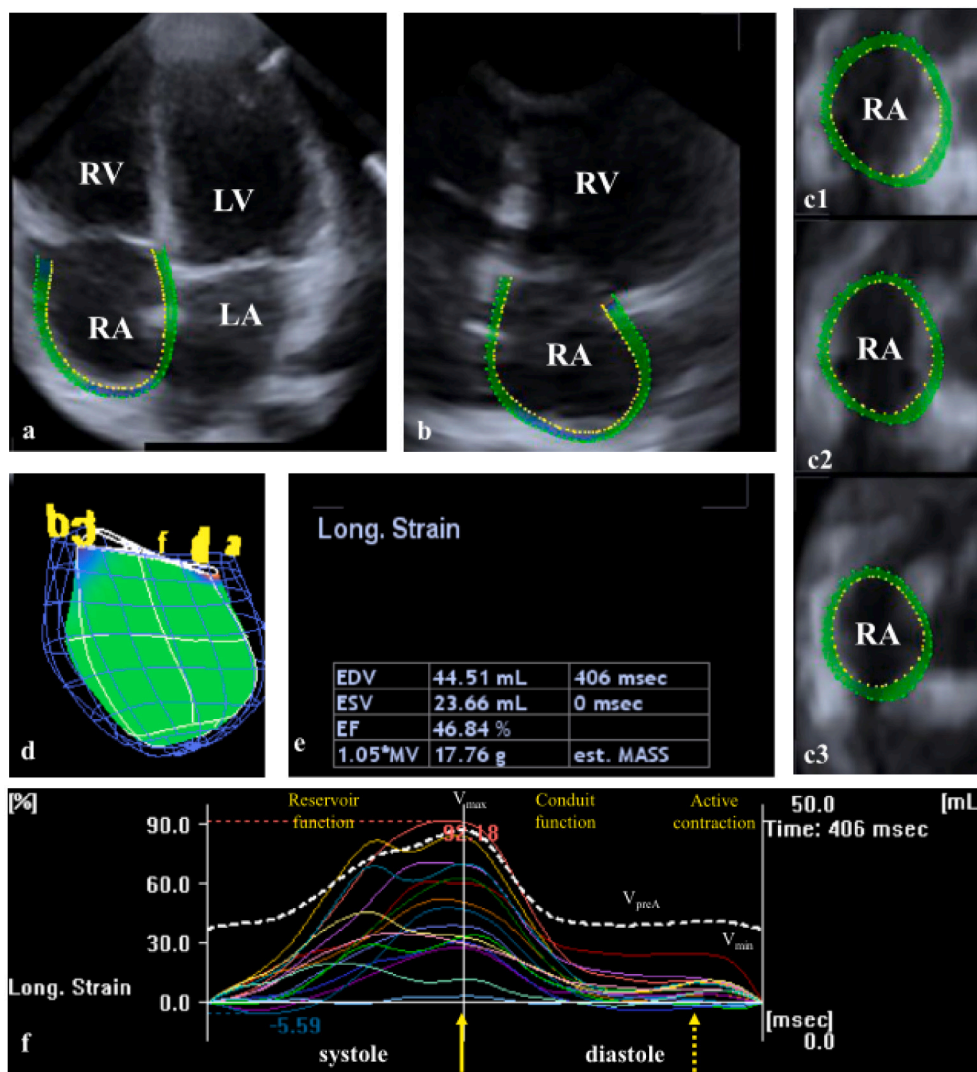 RV
LV
RA
LA
a
RV
RA
b
RA
c1
RA
c2
RA
c3
d
f
a
d
Long. Strain
EDV 44.51 mL 406 msec
ESV 23.66 mL 0 msec
EF 46.84 %
1.05*MV 17.76 g est. MASS
e
[%]
Reservoir
function
Vmax
Conduit
function
Active
contraction
50.0 [mL
Time: 406 msec
90.0
60.0
30.0
0.0
VpreA
Vmin
Long. Strain
-5.59
[msec]
0.0
f
systole
diastole